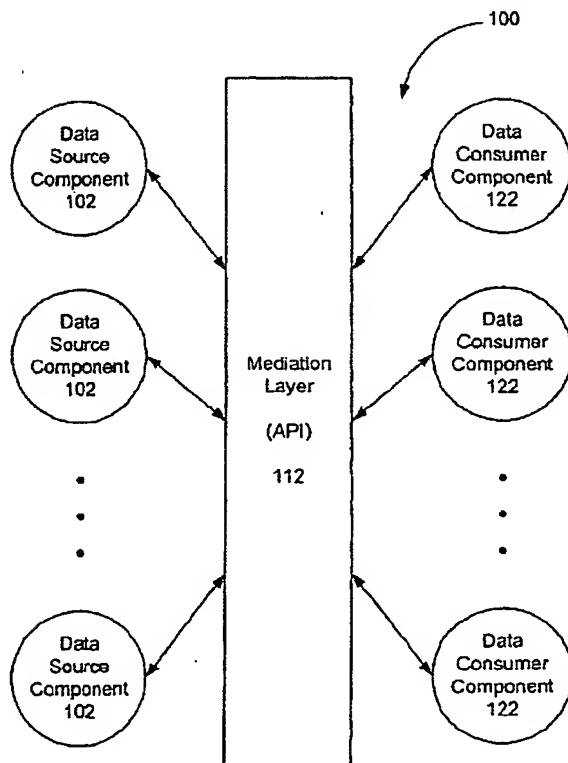 100
Data
Source
Component
102
Data
Consumer
Component
122
Data
Source
Component
102
Mediation
Layer
(API)
112
Data
Consumer
Component
122
Data
Source
Component
102
Data
Consumer
Component
122